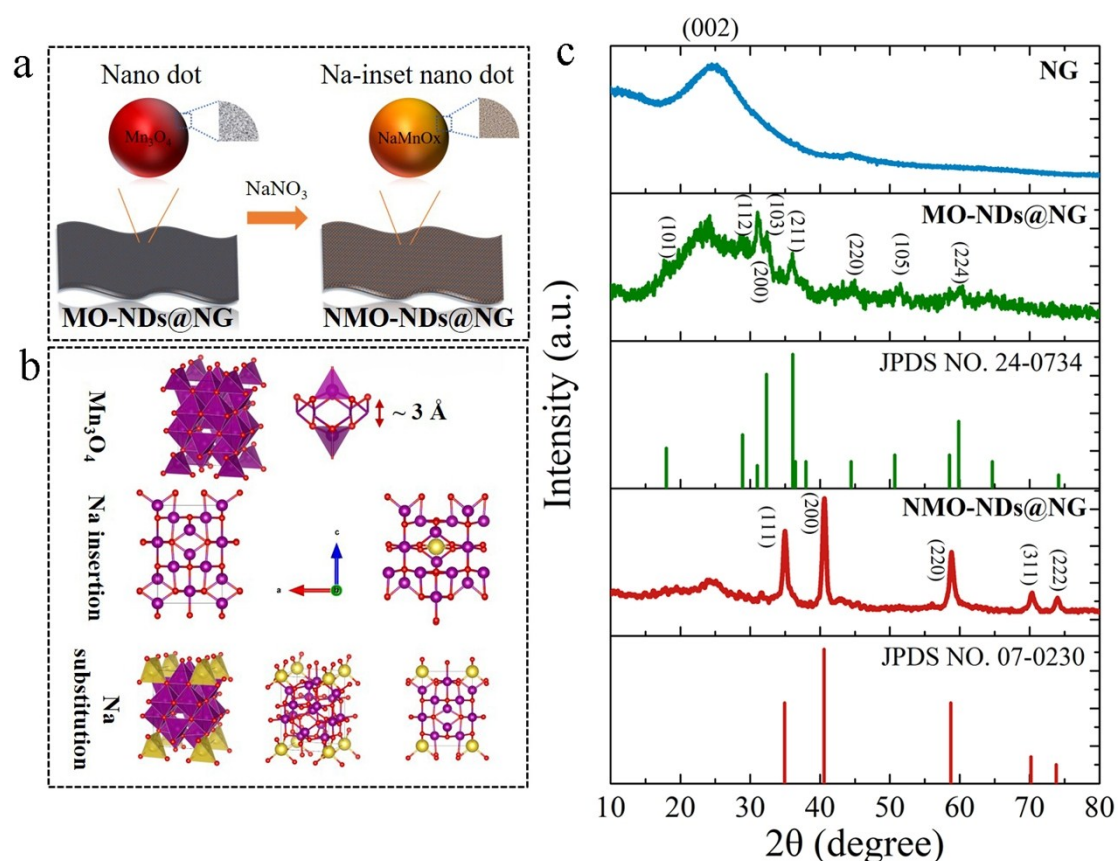 a
Nano dot
Na-inset nano dot
Mn3O4
NaMnOx
NaNO3
MO-NDs@NG
NMO-NDs@NG
b
Mn3O4
~ 3 Å
Na insertion
c
a
b
Na
substitution
c
(002)
NG
MO-NDs@NG
(101)
(112)
(200)
(103)
(211)
(220)
(105)
(224)
JPDS NO. 24-0734
NMO-NDs@NG
(111)
(200)
(220)
(311)
(222)
JPDS NO. 07-0230
Intensity (a.u.)
10 20 30 40 50 60 70 80
2θ (degree)